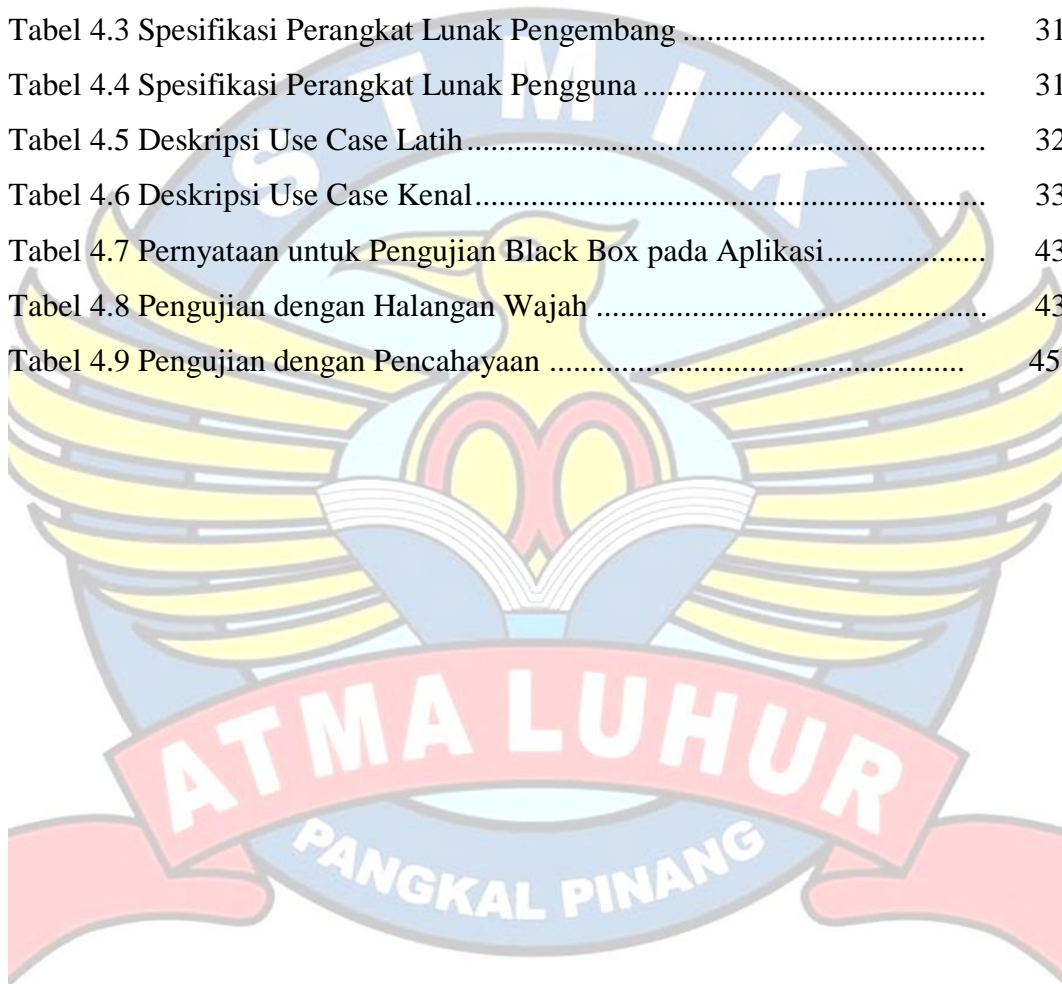 Tabel 4.3 Spesifikasi Perangkat Lunak Pengembang ...................................... 31
Tabel 4.4 Spesifikasi Perangkat Lunak Pengguna ........................................... 31
Tabel 4.5 Deskripsi Use Case Latih................................................................. 32
Tabel 4.6 Deskripsi Use Case Kenal................................................................ 33
Tabel 4.7 Pernyataan untuk Pengujian Black Box pada Aplikasi.................... 43
Tabel 4.8 Pengujian dengan Halangan Wajah ................................................. 43
Tabel 4.9 Pengujian dengan Pencahayaan .................................................... 45
STMIK
ATMA LUHUR
PANGKAL PINANG